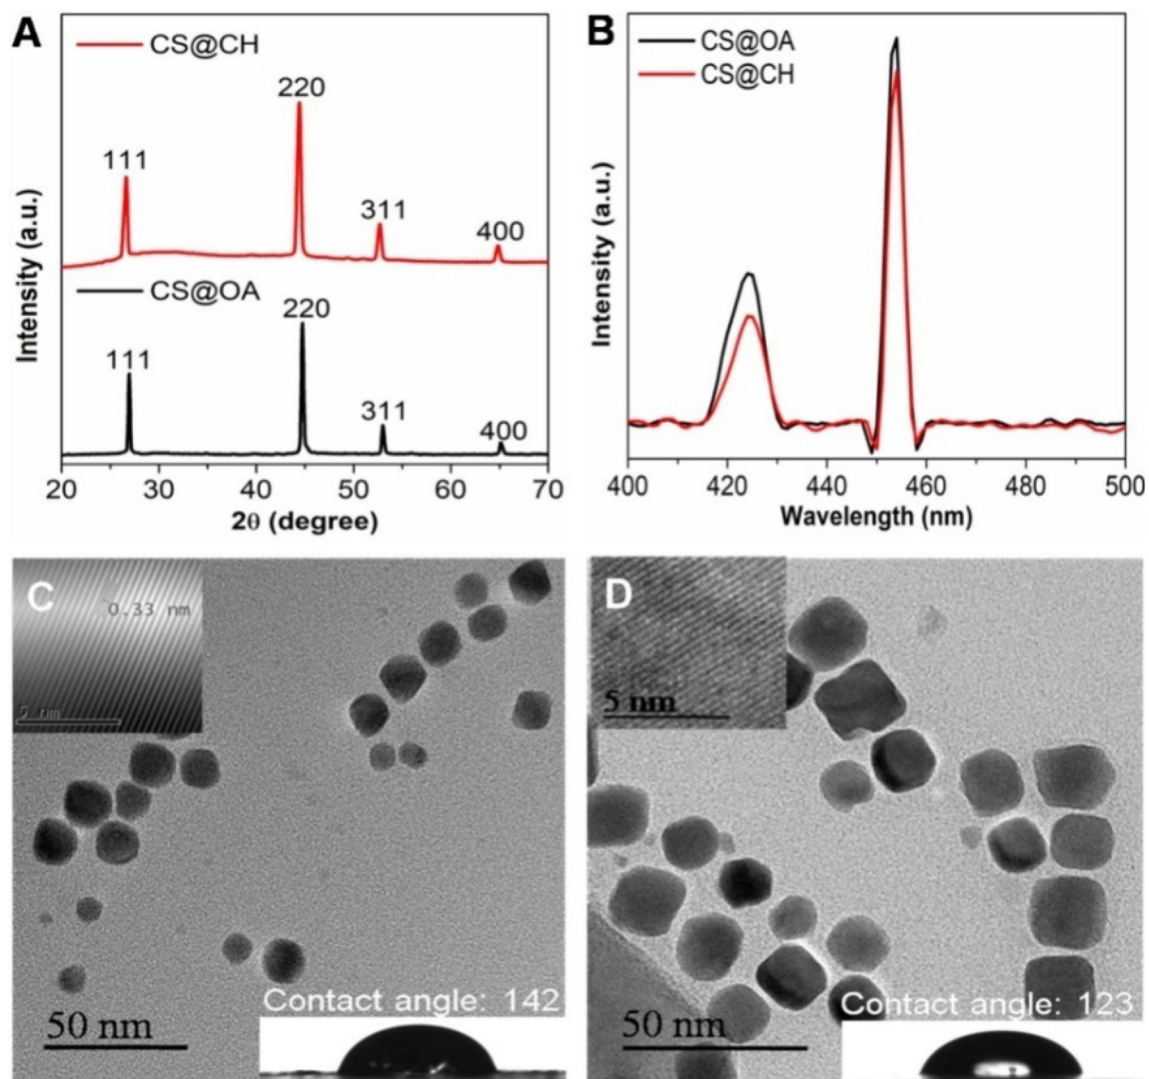 A
CS@CH
111
220
311
400
CS@OA
111
220
311
400
Intensity (a.u.)
20 30 40 50 60 70
2θ (degree)
B
CS@OA
CS@CH
Intensity (a.u.)
400 420 440 460 480 500
Wavelength (nm)
C
0.33 nm
5 nm
Contact angle: 142
50 nm
D
5 nm
Contact angle: 123
50 nm